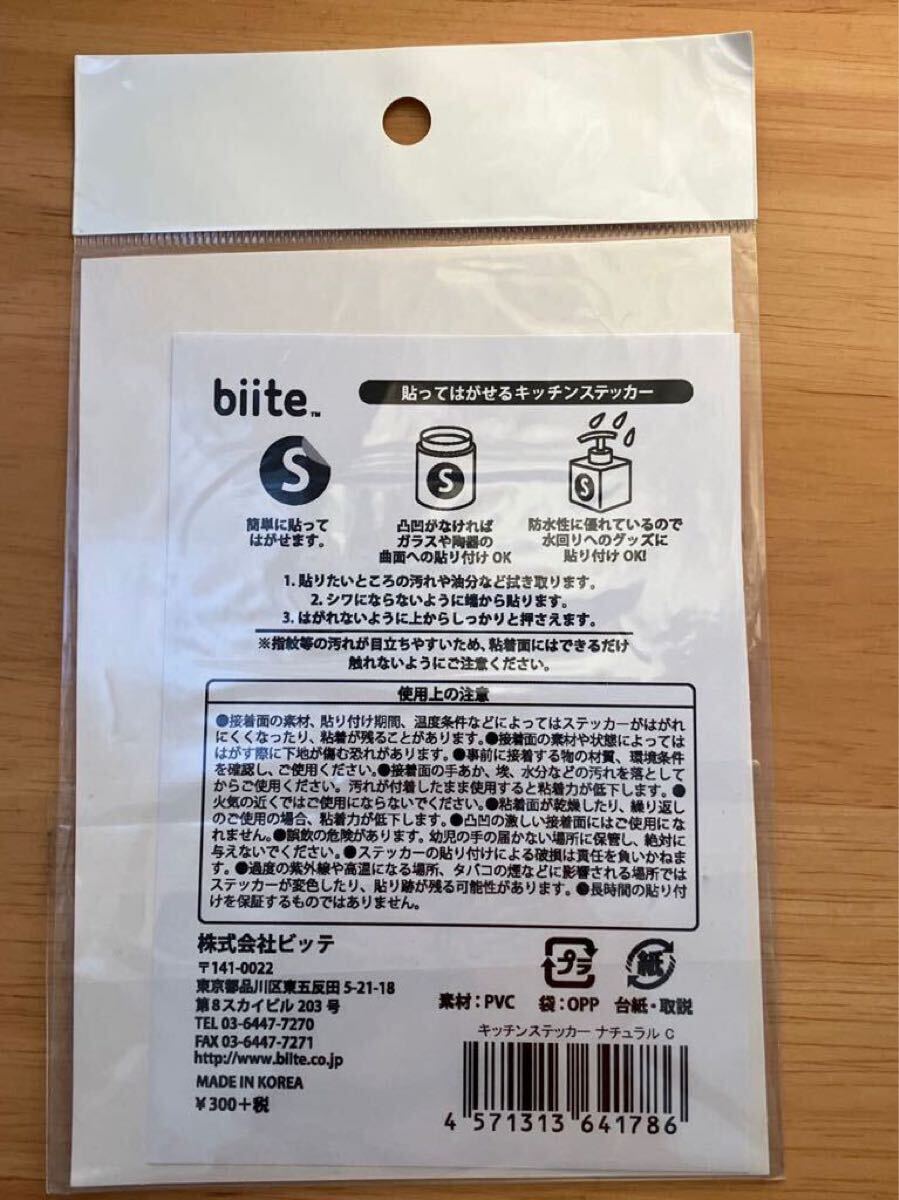 biite™
貼ってはがせるキッチンステッカー
S
S
S
簡単に貼って
はがせます。
凸凹がなければ
ガラスや陶器の
曲面への貼り付け OK
防水性に優れているので
水回りへのグッズに
貼り付け OK!
1. 貼りたいところの汚れや油分など拭き取ります。
2. シワにならないように端から貼ります。
3. はがれないように上からしっかりと押さえます。
※指紋等の汚れが目立ちやすいため、粘着面にはできるだけ
触れないようにご注意ください。
使用上の注意
●接着面の素材、貼り付け期間、温度条件などによってはステッカーがはがれ
にくくなったり、粘着が残ることがあります。●接着面の素材や状態によっては
はがす際に下地が傷む恐れがあります。●事前に接着する物の材質、環境条件
を確認し、ご使用ください。●接着面の手あか、埃、水分などの汚れを落として
からご使用ください。汚れが付着したまま使用すると粘着力が低下します。●
火気の近くではご使用にならないでください。●粘着面が乾燥したり、繰り返し
のご使用の場合、粘着力が低下します。●凸凹の激しい接着面にはご使用にな
れません。●誤飲の危険があります。幼児の手の届かない場所に保管し、絶対に
与えないでください。●ステッカーの貼り付けによる破損は責任を負いかねま
す。●過度の紫外線や高温になる場所、タバコの煙などに影響される場所では
ステッカーが変色したり、貼り跡が残る可能性があります。●長時間の貼り付
けを保証するものではありません。
株式会社ビッテ
〒141-0022
東京都品川区東五反田 5-21-18
第8スカイビル 203 号
TEL 03-6447-7270
FAX 03-6447-7271
http://www.biite.co.jp
MADE IN KOREA
¥300+税
プラ
紙
素材：PVC
袋：OPP
台紙・取説
キッチンステッカー ナチュラル C
4 571313 641786